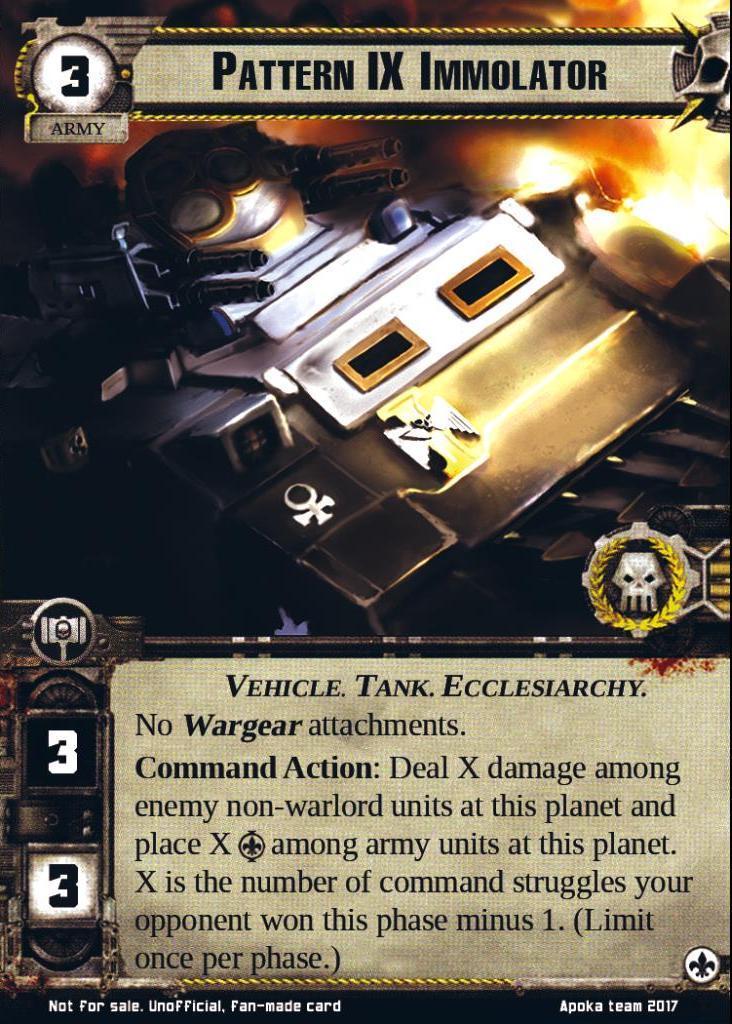 3
PATTERN IX IMMOLATOR
ARMY
VEHICLE. TANK. ECCLESIARCHY.
No Wargear attachments.
3
Command Action: Deal X damage among
enemy non-warlord units at this planet and
place X among army units at this planet.
3
X is the number of command struggles your
opponent won this phase minus 1. (Limit
once per phase.)
Not for sale. Unofficial, Fan-made card
Apoka team 2017